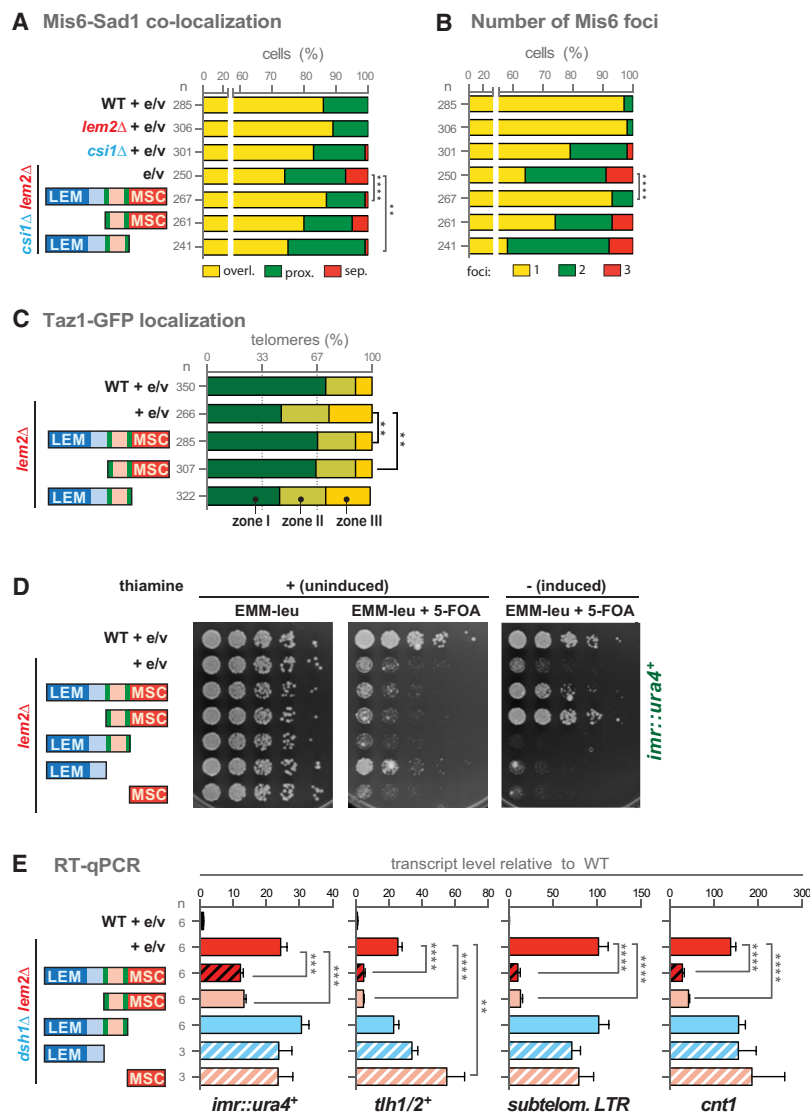 A Mis6-Sad1 co-localization
cells (%)
n 0 20 60 70 80 90 100
WT + e/v 285
lem2Δ + e/v 306
csi1Δ + e/v 301
csi1Δ lem2Δ
e/v 250
LEM MSC 267
MSC 261
LEM 241
****
**
overl. prox. sep.
B Number of Mis6 foci
cells (%)
n 0 20 60 70 80 90 100
285
306
301
250
267
261
241
****
foci: 1 2 3
C Taz1-GFP localization
telomeres (%)
n 0 33 67 100
WT + e/v 350
lem2Δ
+ e/v 266
LEM MSC 285
MSC 307
LEM 322
**
**
zone I zone II zone III
D thiamine + (uninduced) - (induced)
EMM-leu EMM-leu + 5-FOA EMM-leu + 5-FOA
WT + e/v
lem2Δ
+ e/v
LEM MSC
MSC
LEM
LEM
MSC
imr::ura4+
E RT-qPCR
transcript level relative to WT
n 0 10 20 30 40 0 20 40 60 80 0 50 100 150 0 100 200 300
WT + e/v 6
dsh1Δ lem2Δ
+ e/v 6
LEM MSC 6
MSC 6
LEM 6
LEM 3
MSC 3
*** *** **** **** ** **** **** **** ****
imr::ura4+ tlh1/2+ subtelom. LTR cnt1